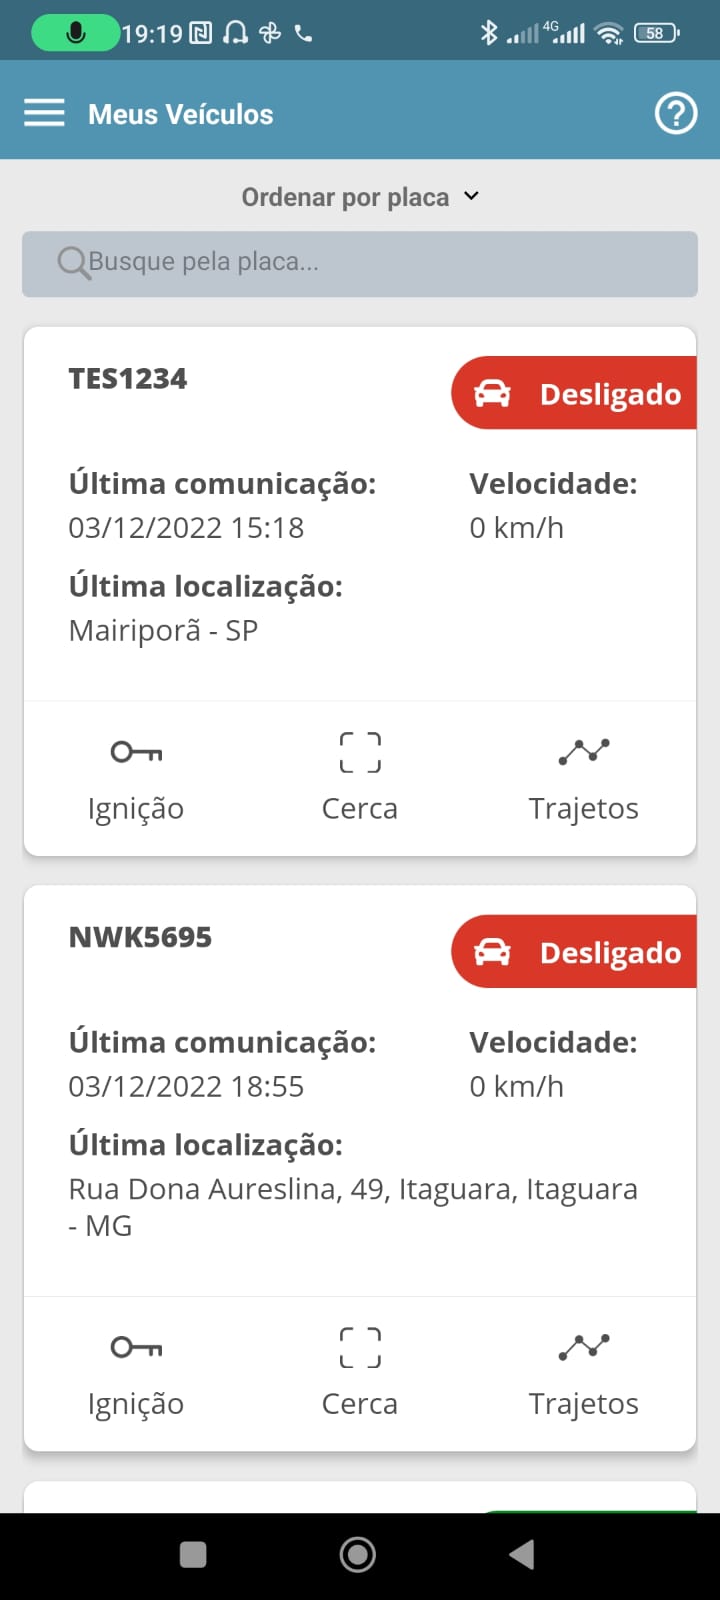 19:19 4G 58
Meus Veículos
Ordenar por placa
Busque pela placa...
TES1234
Desligado
Última comunicação: Velocidade:
03/12/2022 15:18 0 km/h
Última localização:
Mairiporã - SP
Ignição Cerca Trajetos
NWK5695
Desligado
Última comunicação: Velocidade:
03/12/2022 18:55 0 km/h
Última localização:
Rua Dona Aureslina, 49, Itaguara, Itaguara
- MG
Ignição Cerca Trajetos